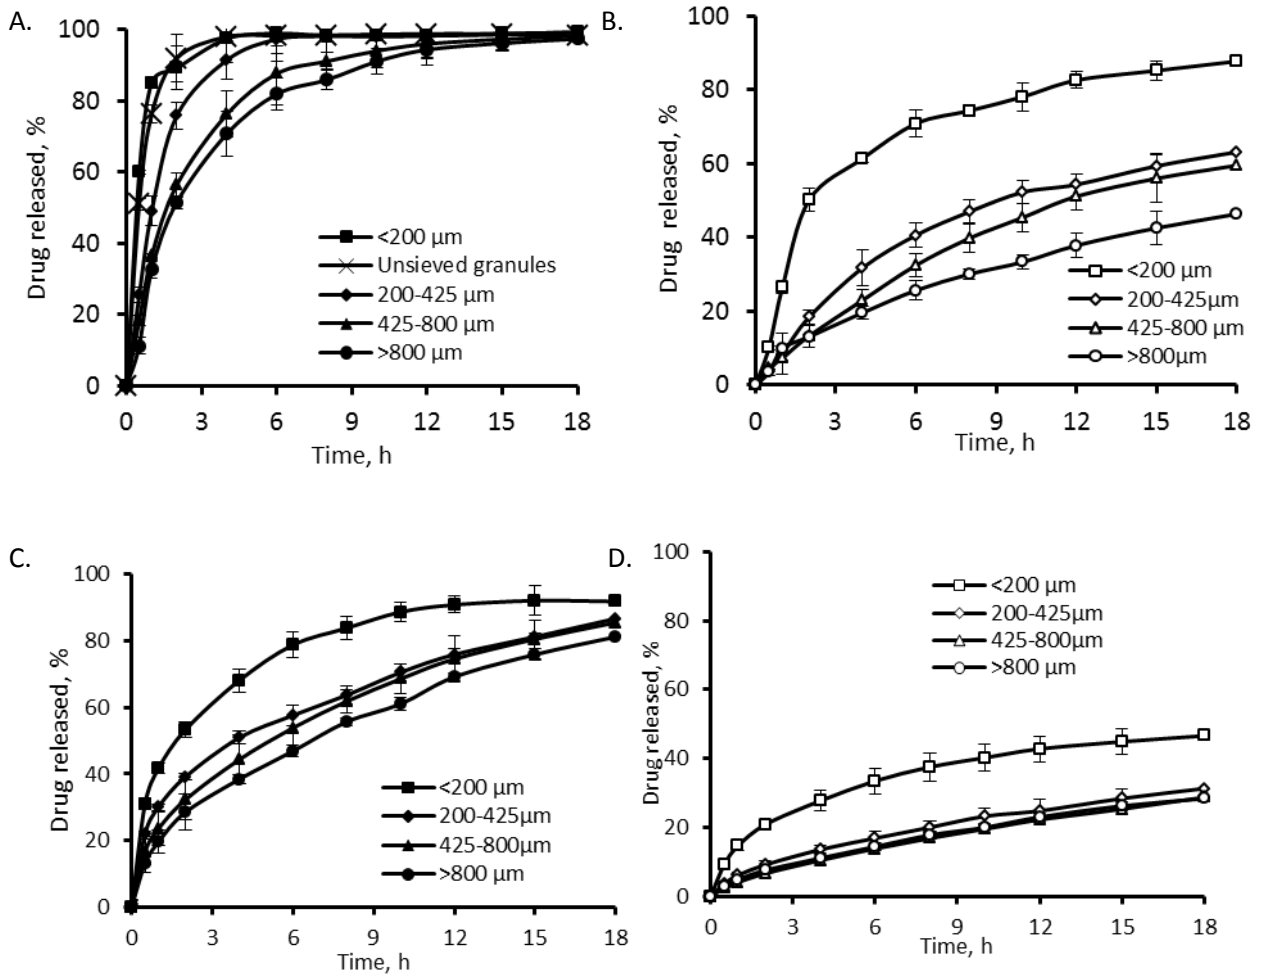 A.
100
80
60
40
20
0
Drug released, %
<200 µm
Unsieved granules
200-425 µm
425-800 µm
>800 µm
0 3 6 9 12 15 18
Time, h
B.
100
80
60
40
20
0
Drug released, %
<200 µm
200-425µm
425-800 µm
>800µm
0 3 6 9 12 15 18
Time, h
C.
100
80
60
40
20
0
Drug released, %
<200 µm
200-425µm
425-800µm
>800 µm
0 3 6 9 12 15 18
Time, h
D.
100
80
60
40
20
0
Drug released, %
<200 µm
200-425µm
425-800µm
>800 µm
0 3 6 9 12 15 18
Time, h